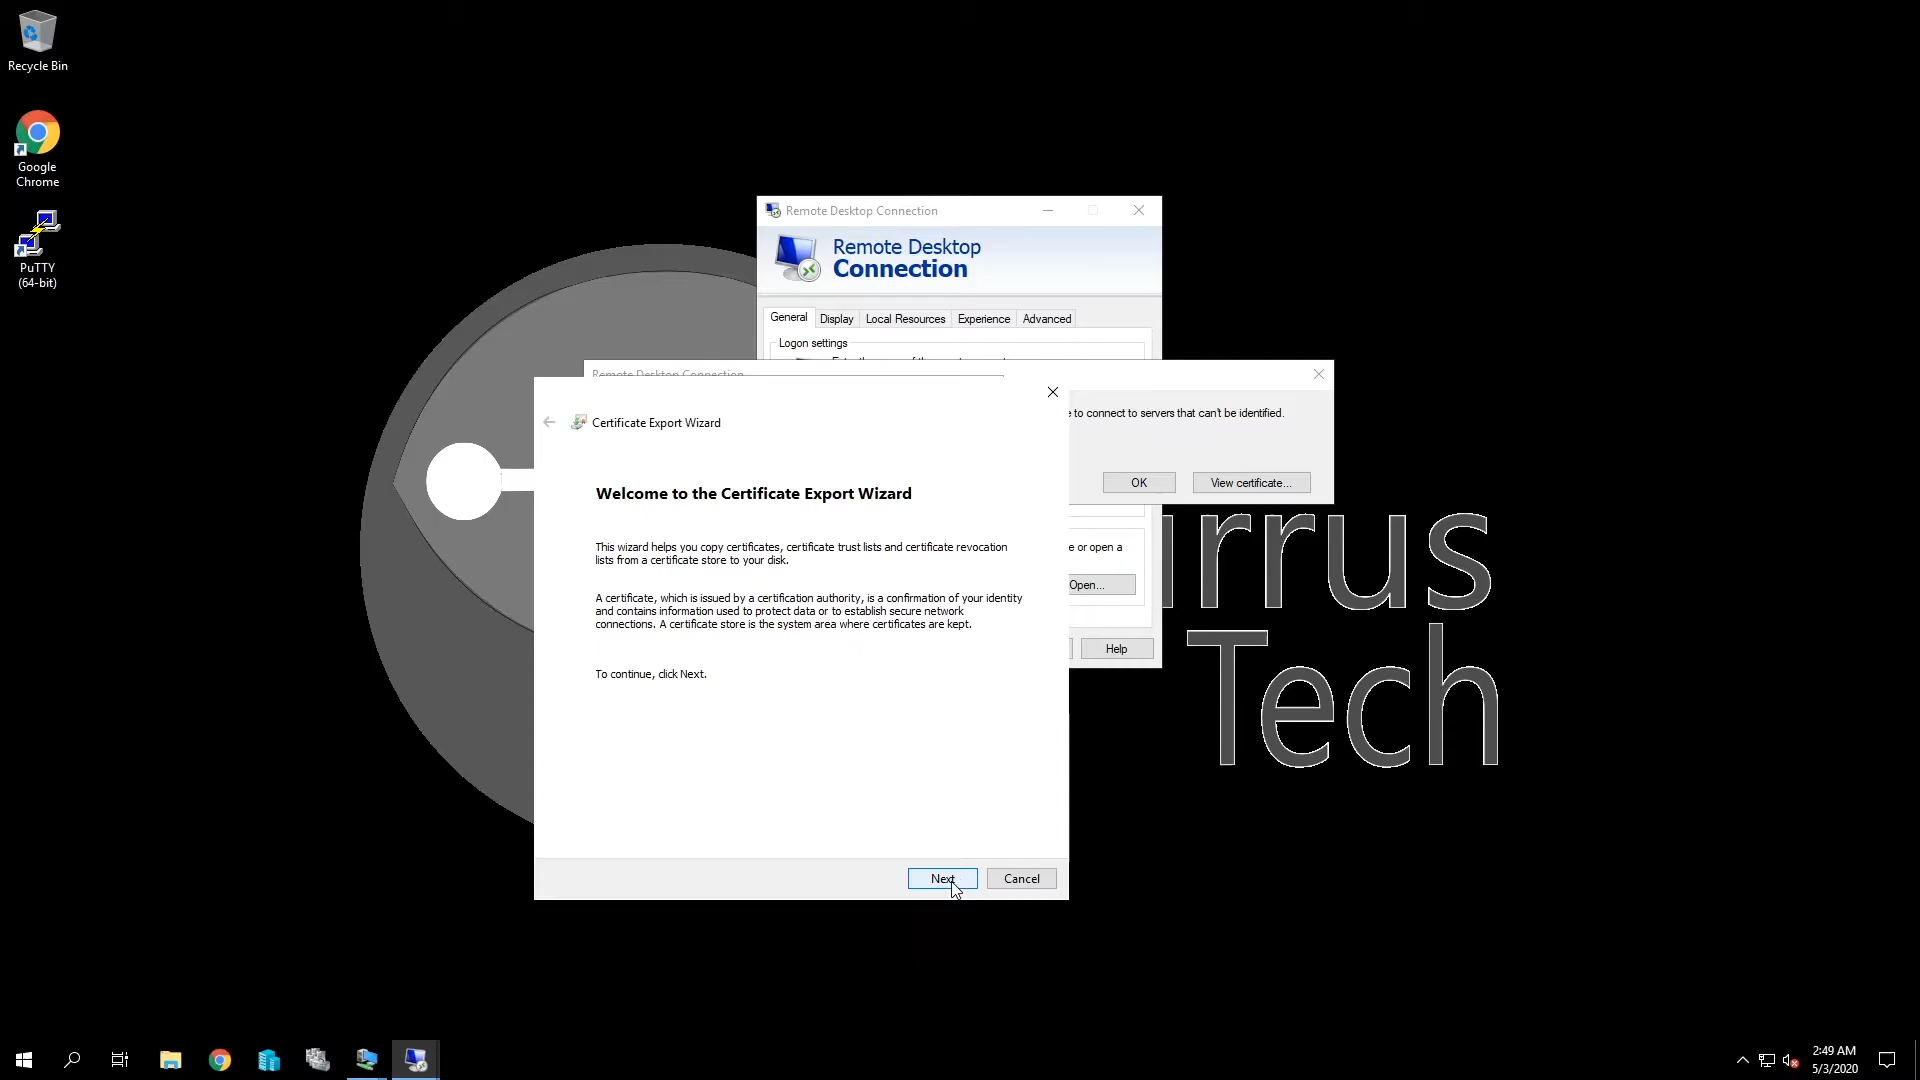 Recycle Bin
Google
Chrome
PuTTY
(64-bit)
Remote Desktop Connection
Remote Desktop
Connection
General
Display
Local Resources
Experience
Advanced
Logon settings
Remote Desktop Connection
e to connect to servers that can't be identified.
OK
View certificate...
Certificate Export Wizard
Welcome to the Certificate Export Wizard
This wizard helps you copy certificates, certificate trust lists and certificate revocation
lists from a certificate store to your disk.
A certificate, which is issued by a certification authority, is a confirmation of your identity
and contains information used to protect data or to establish secure network
connections. A certificate store is the system area where certificates are kept.
To continue, click Next.
Next
Cancel
e or open a
Open...
Help
irrus
Tech
2:49 AM
5/3/2020